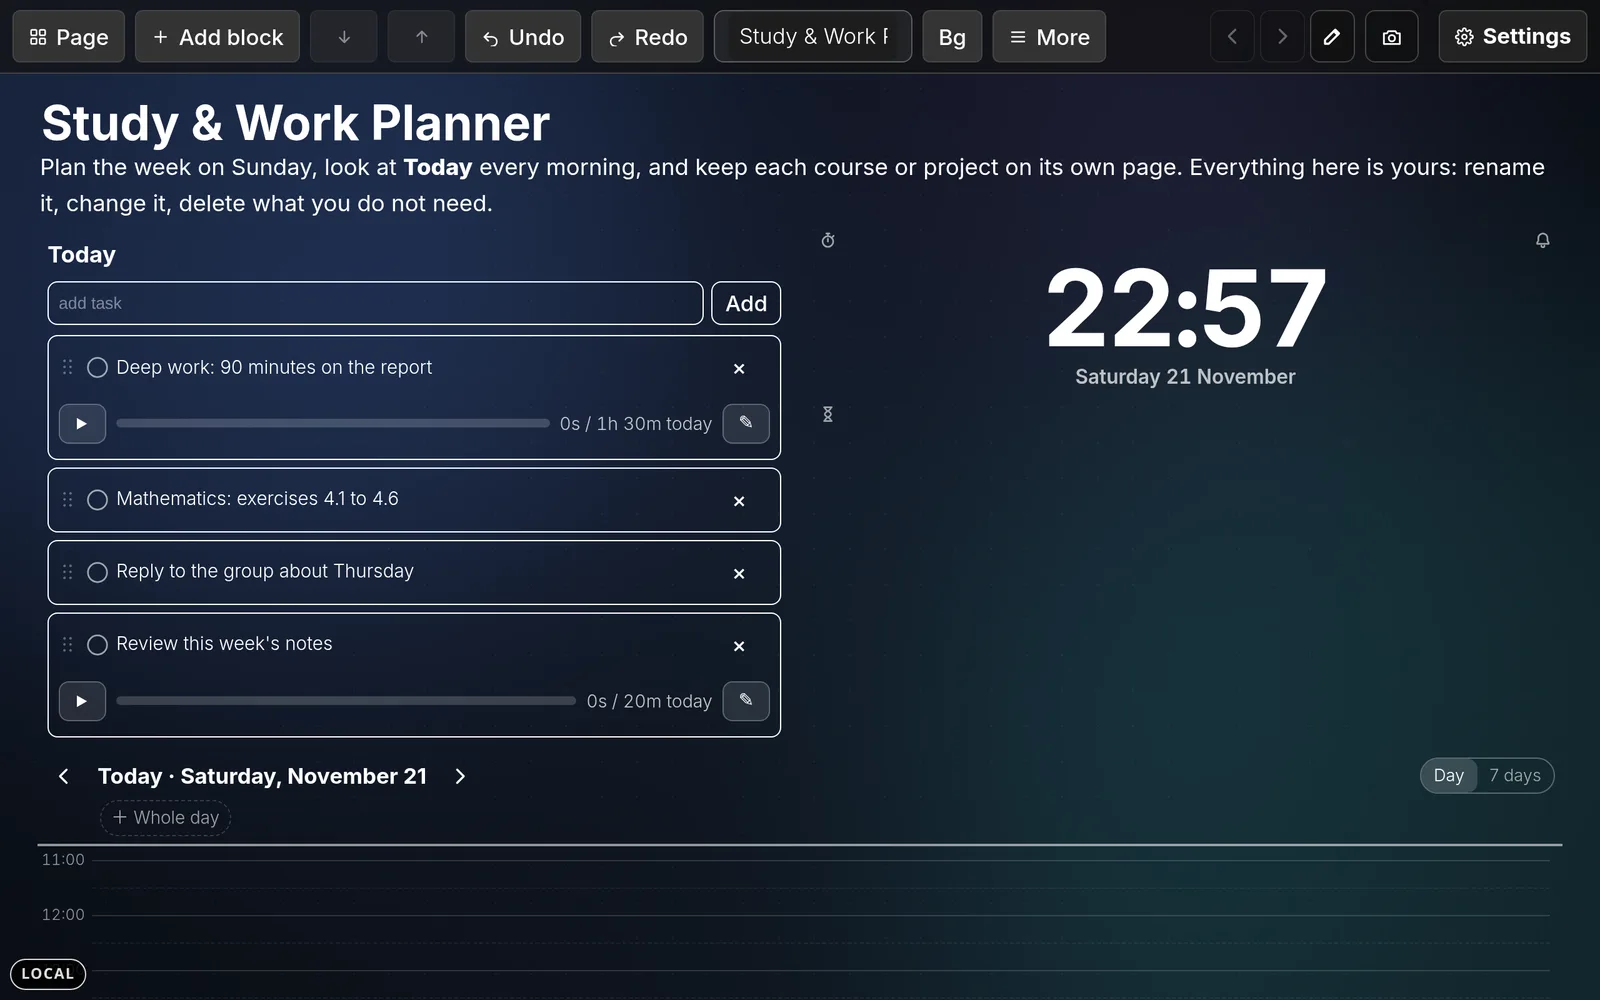 Page
+ Add block
↓
↑
Undo
Redo
Study & Work
Bg
More
Settings
Study & Work Planner
Plan the week on Sunday, look at Today every morning, and keep each course or project on its own page. Everything here is yours: rename
it, change it, delete what you do not need.
Today
add task
Add
Deep work: 90 minutes on the report
0s / 1h 30m today
Mathematics: exercises 4.1 to 4.6
Reply to the group about Thursday
Review this week's notes
0s / 20m today
22:57
Saturday 21 November
Today · Saturday, November 21
Day
7 days
+ Whole day
11:00
12:00
LOCAL